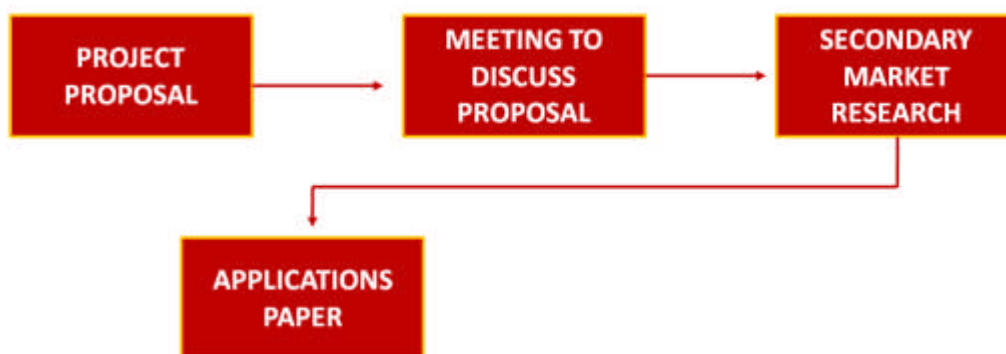 PROJECT
PROPOSAL
MEETING TO
DISCUSS
PROPOSAL
SECONDARY
MARKET
RESEARCH
APPLICATIONS
PAPER